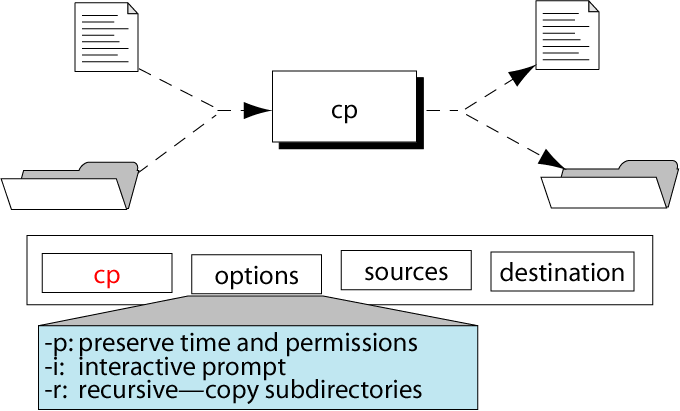 cp
cp options sources destination
-p: preserve time and permissions
-i: interactive prompt
-r: recursive—copy subdirectories